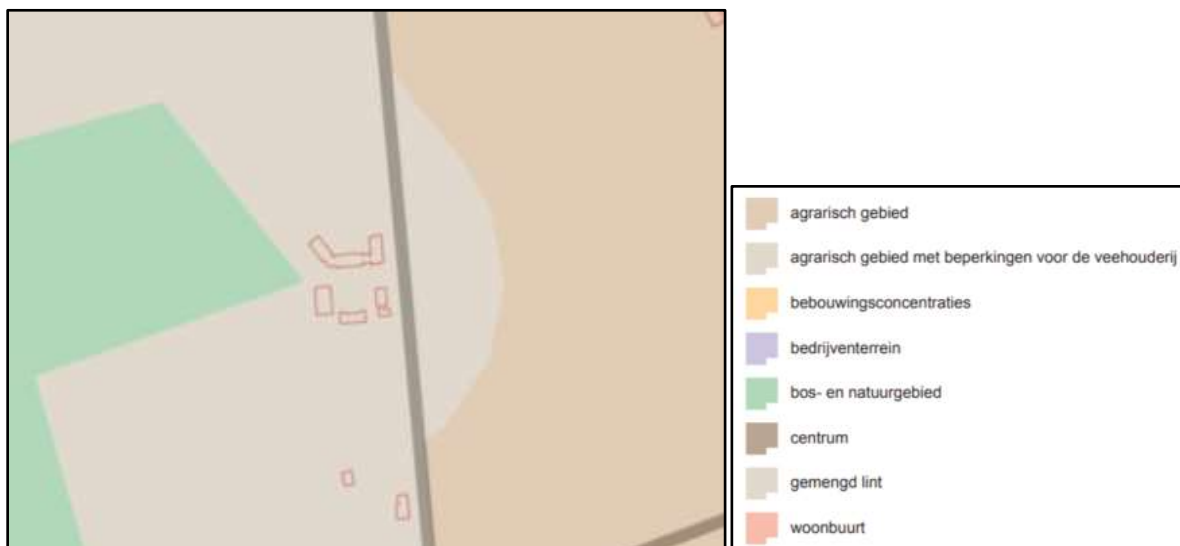 agrarisch gebied
agrarisch gebied met beperkingen voor de veehouderij
bebouwingsconcentraties
bedrijventerrein
bos- en natuurgebied
centrum
gemengd lint
woonbuurt